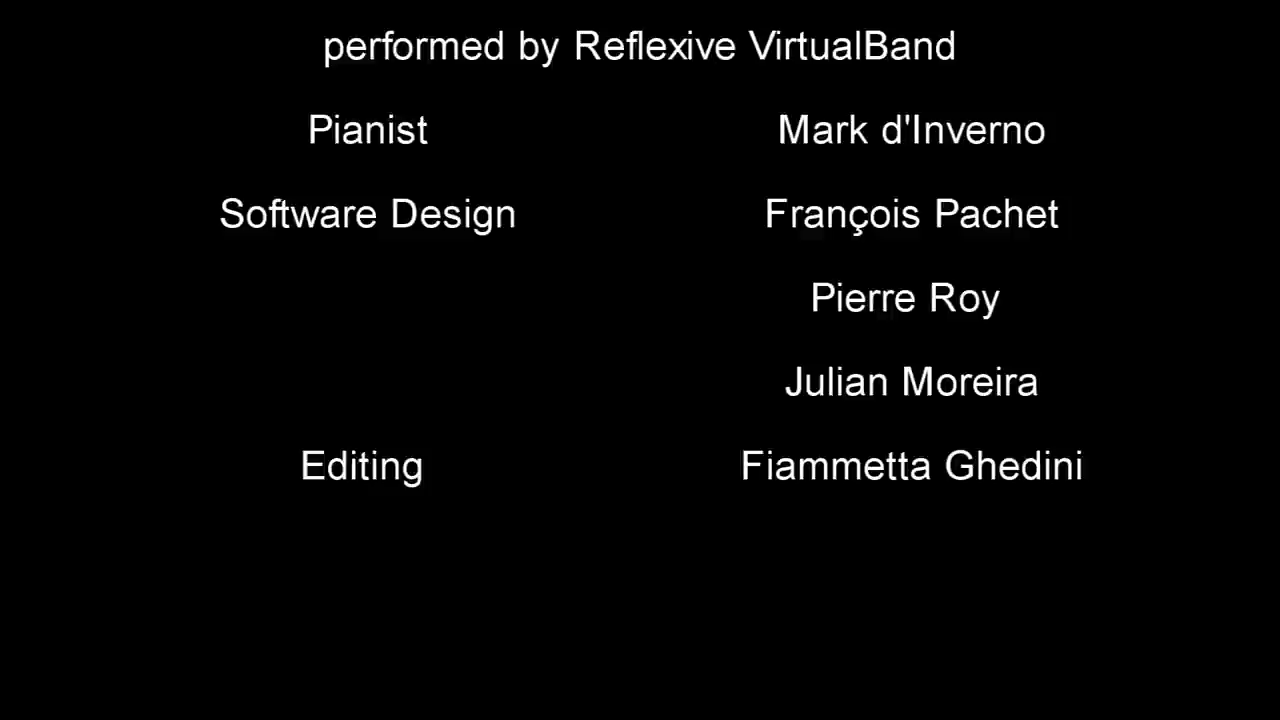 performed by Reflexive VirtualBand
Pianist Mark d'Inverno
Software Design François Pachet
Pierre Roy
Julian Moreira
Editing Fiammetta Ghedini